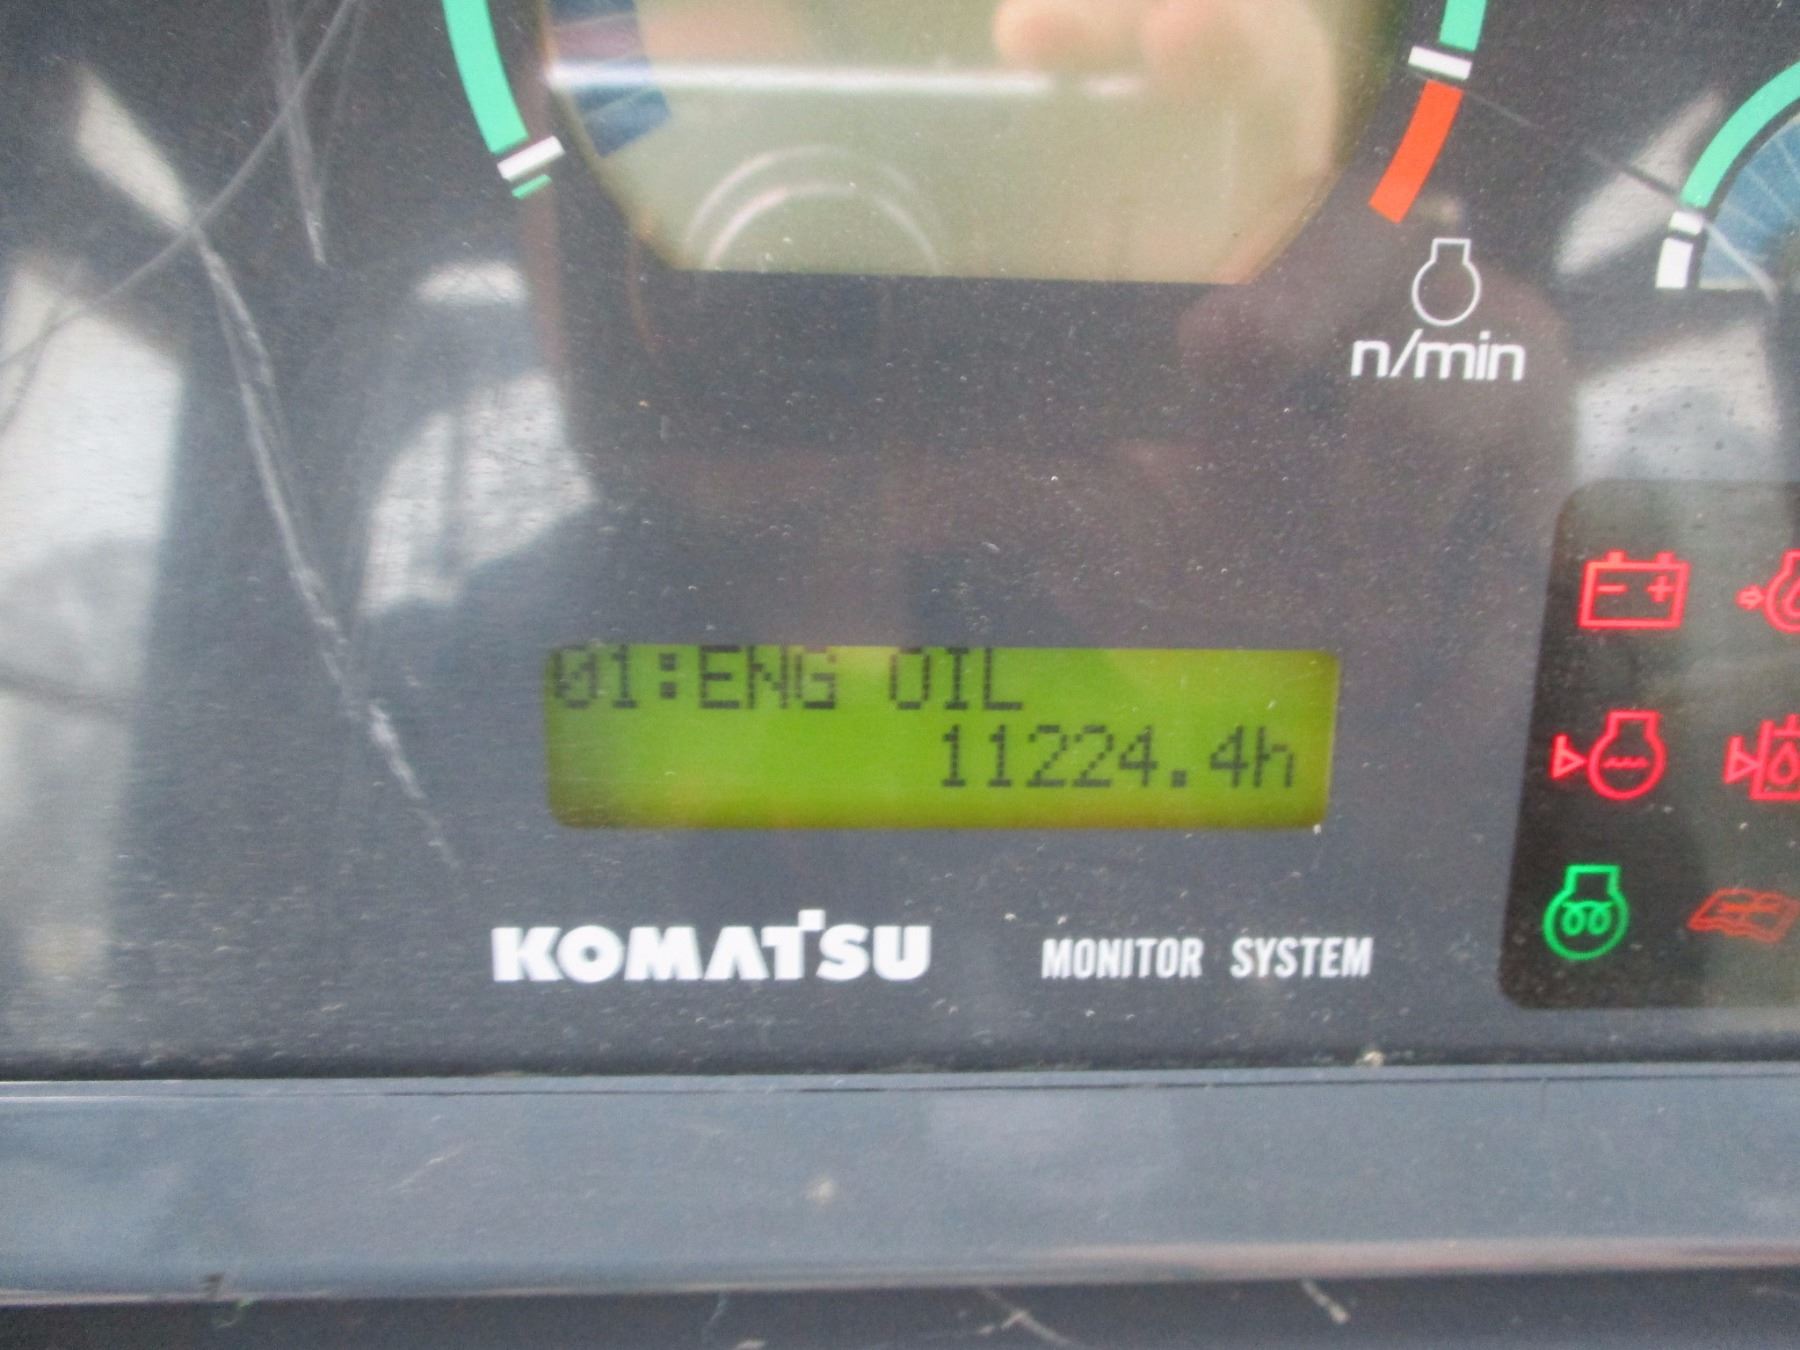 n/min
01:ENG OIL
11224.4h
KOMATSU MONITOR SYSTEM